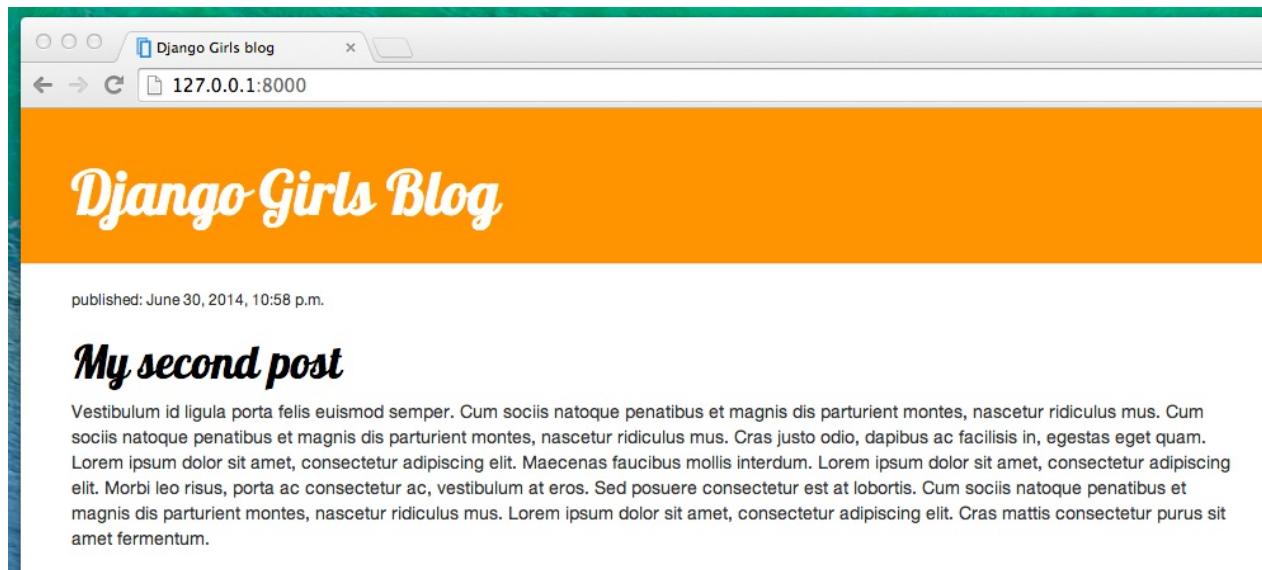 Django Girls blog
127.0.0.1:8000
Django Girls Blog
published: June 30, 2014, 10:58 p.m.
My second post
Vestibulum id ligula porta felis euismod semper. Cum sociis natoque penatibus et magnis dis parturient montes, nascetur ridiculus mus. Cum
sociis natoque penatibus et magnis dis parturient montes, nascetur ridiculus mus. Cras justo odio, dapibus ac facilisis in, egestas eget quam.
Lorem ipsum dolor sit amet, consectetur adipiscing elit. Maecenas faucibus mollis interdum. Lorem ipsum dolor sit amet, consectetur adipiscing
elit. Morbi leo risus, porta ac consectetur ac, vestibulum at eros. Sed posuere consectetur est at lobortis. Cum sociis natoque penatibus et
magnis dis parturient montes, nascetur ridiculus mus. Lorem ipsum dolor sit amet, consectetur adipiscing elit. Cras mattis consectetur purus sit
amet fermentum.